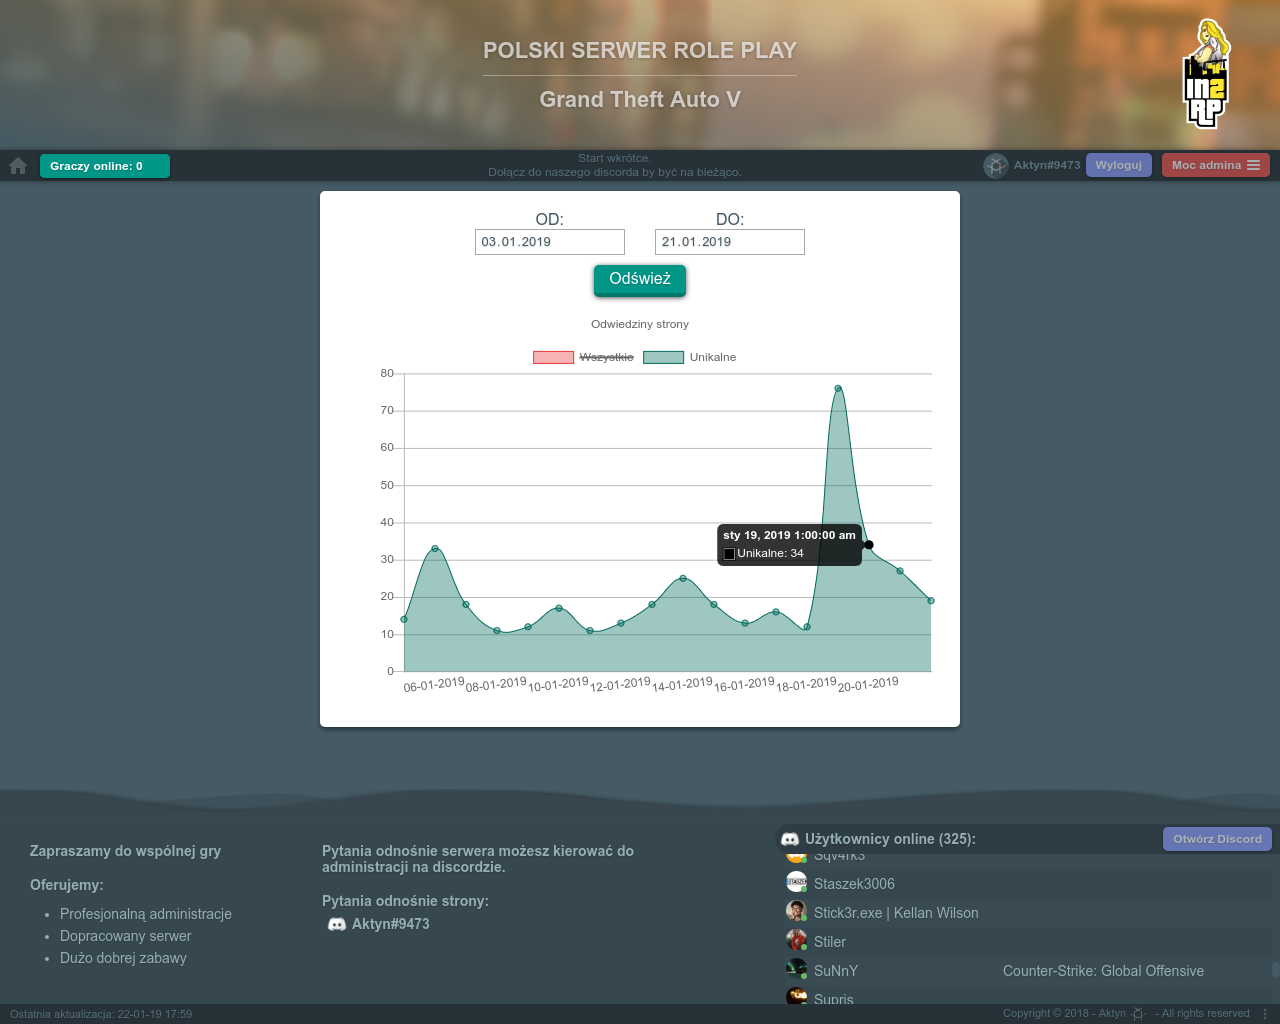 POLSKI SERWER ROLE PLAY
Grand Theft Auto V
IN2
RP
Graczy online: 0
Start wkrótce.
Dołącz do naszego discorda by być na bieżąco.
Aktyn#9473
Wyloguj
Moc admina
OD:
DO:
03.01.2019
21.01.2019
Odśwież
Odwiedziny strony
Wszystkie
Unikalne
80
70
60
50
40
30
20
10
0
sty 19, 2019 1:00:00 am
Unikalne: 34
06-01-2019
08-01-2019
10-01-2019
12-01-2019
14-01-2019
16-01-2019
18-01-2019
20-01-2019
Zapraszamy do wspólnej gry
Oferujemy:
Profesjonalną administracje
Dopracowany serwer
Dużo dobrej zabawy
Pytania odnośnie serwera możesz kierować do
administracji na discordzie.
Pytania odnośnie strony:
Aktyn#9473
Użytkownicy online (325):
Otwórz Discord
Sqv4rk3
Staszek3006
Stick3r.exe | Kellan Wilson
Stiler
SuNnY
Counter-Strike: Global Offensive
Supris
Ostatnia aktualizacja: 22-01-19 17:59
Copyright © 2018 - Aktyn - All rights reserved